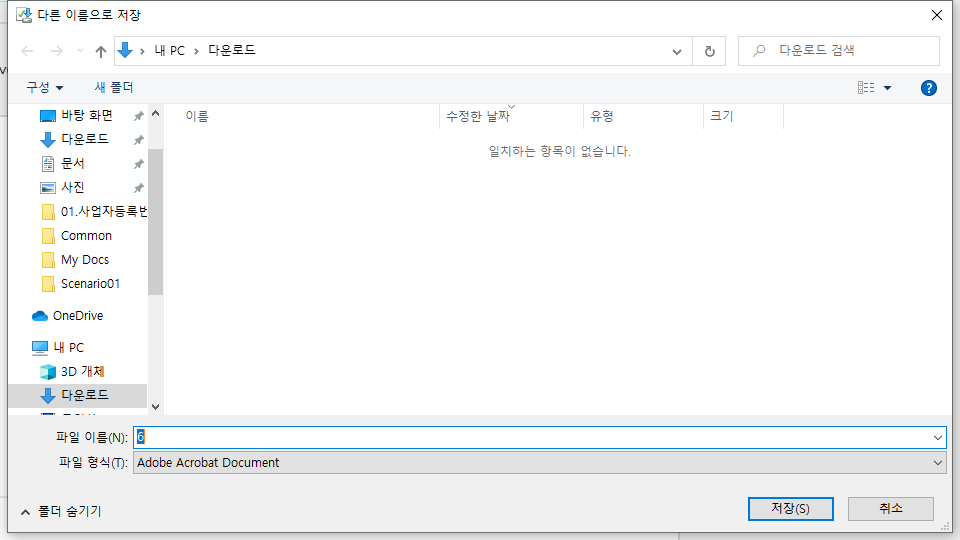 다른 이름으로 저장
내 PC > 다운로드
다운로드 검색
구성
새 폴더
바탕 화면
다운로드
문서
사진
01.사업자등록번
Common
My Docs
Scenario01
OneDrive
내 PC
3D 개체
다운로드
이름
수정한 날짜
유형
크기
일치하는 항목이 없습니다.
파일 이름(N):
6
파일 형식(T):
Adobe Acrobat Document
폴더 숨기기
저장(S)
취소